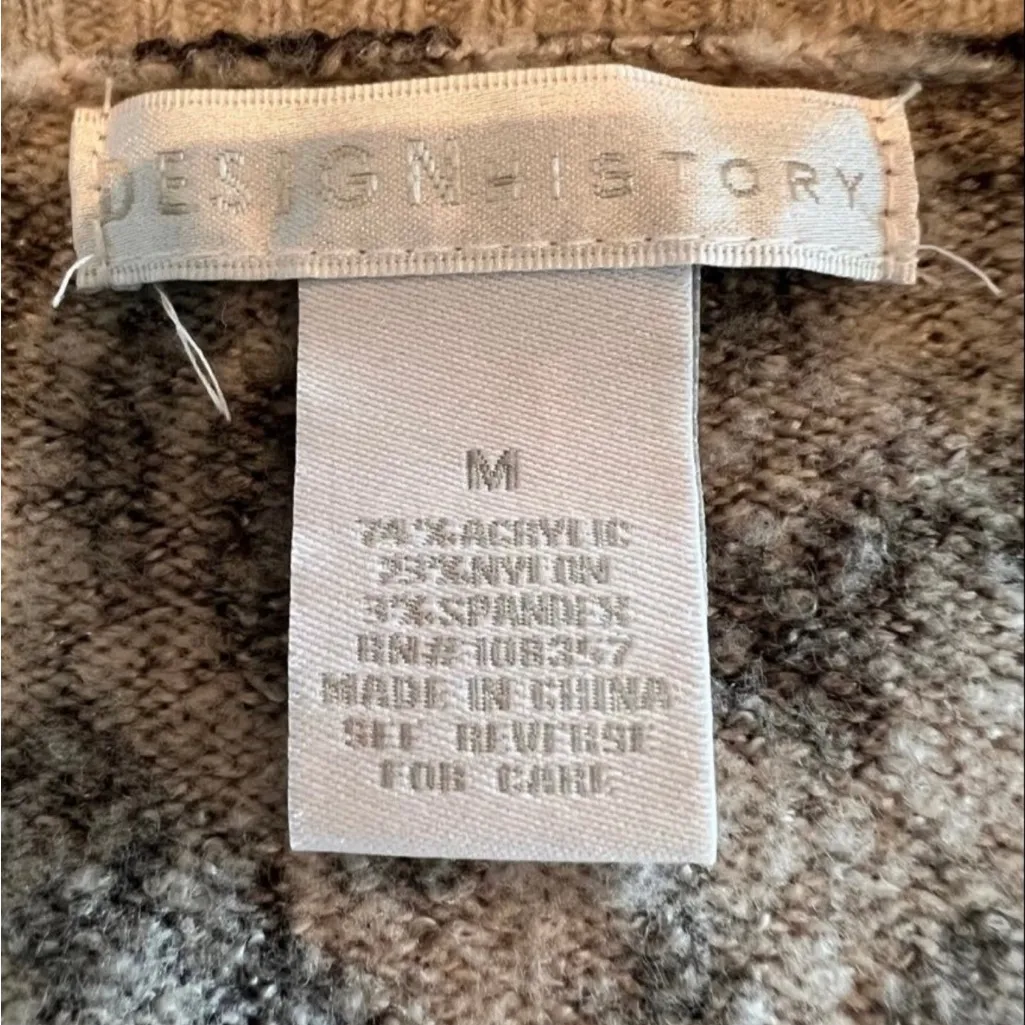 DESIGN HISTORY
M
74%ACRYLIC
23%NYLON
3%SPANDEX
RN#108357
MADE IN CHINA
SEE REVERSE
FOR CARE